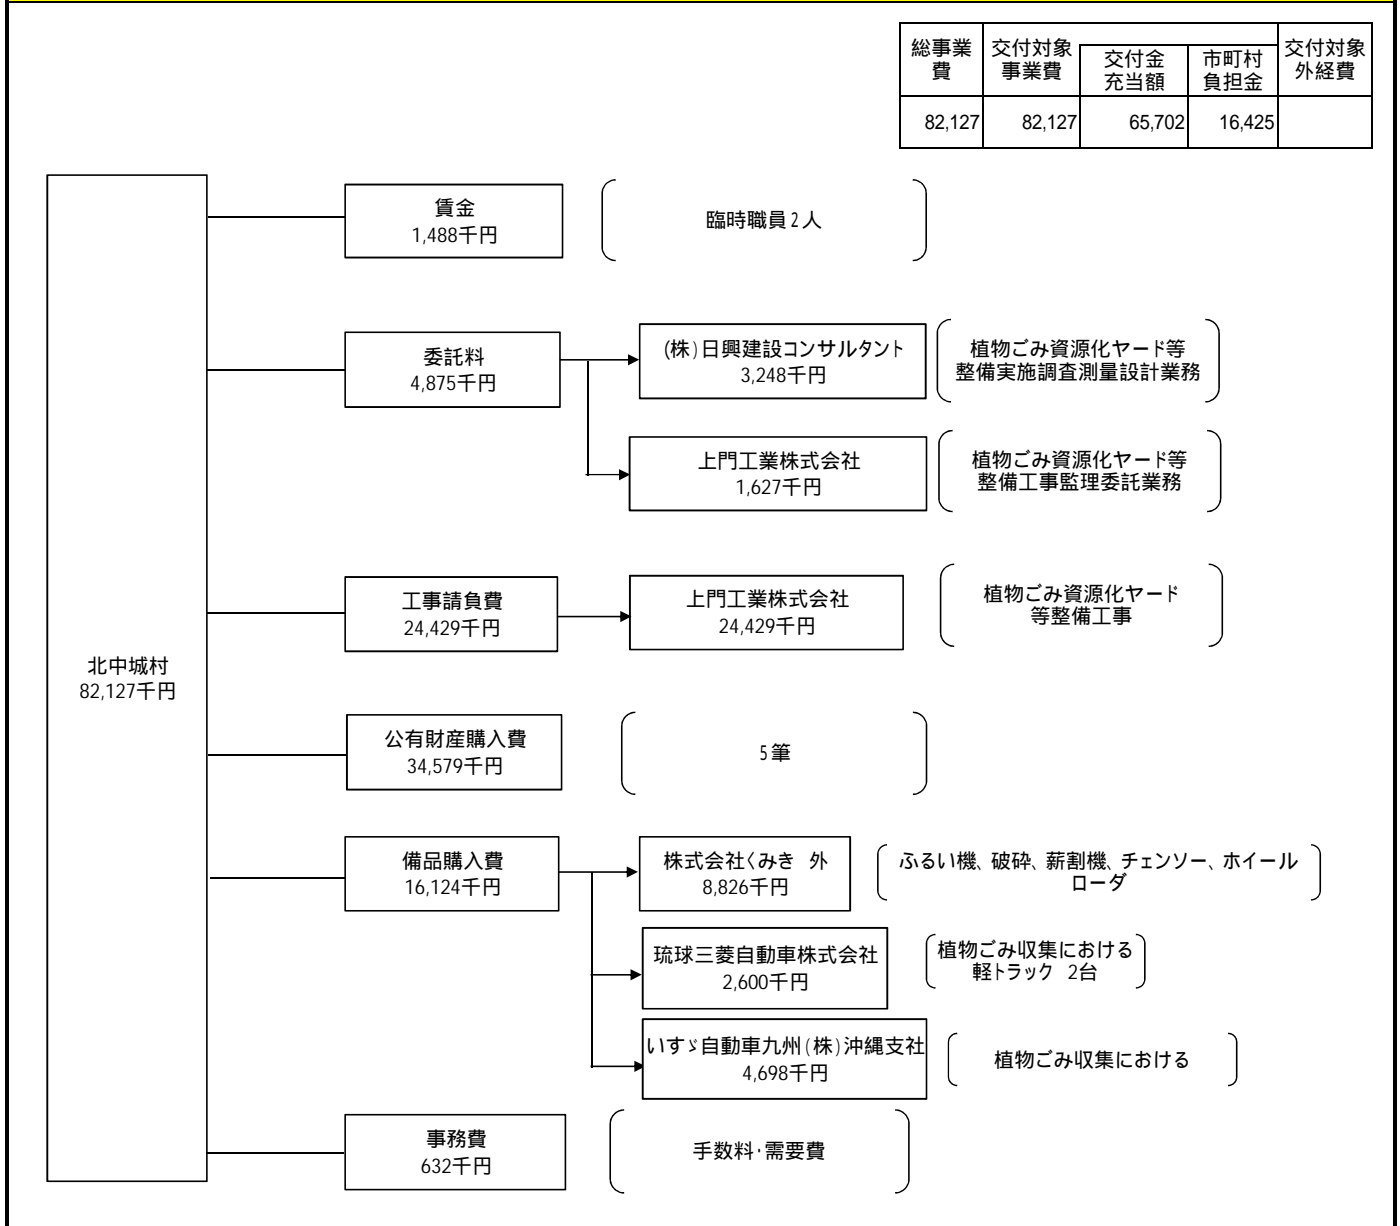 総事業
費
交付対象
事業費
交付金
充当額
市町村
負担金
交付対象
外経費
82,127
82,127
65,702
16,425
北中城村
82,127千円
賃金
1,488千円
臨時職員2人
委託料
4,875千円
(株)日興建設コンサルタント
3,248千円
植物ごみ資源化ヤード等
整備実施調査測量設計業務
上門工業株式会社
1,627千円
植物ごみ資源化ヤード等
整備工事監理委託業務
工事請負費
24,429千円
上門工業株式会社
24,429千円
植物ごみ資源化ヤード
等整備工事
公有財産購入費
34,579千円
5筆
備品購入費
16,124千円
株式会社くみき 外
8,826千円
ふるい機、破砕、薪割機、チェンソー、ホイール
ローダ
琉球三菱自動車株式会社
2,600千円
植物ごみ収集における
軽トラック 2台
いすゞ自動車九州(株)沖縄支社
4,698千円
植物ごみ収集における
事務費
632千円
手数料・需要費